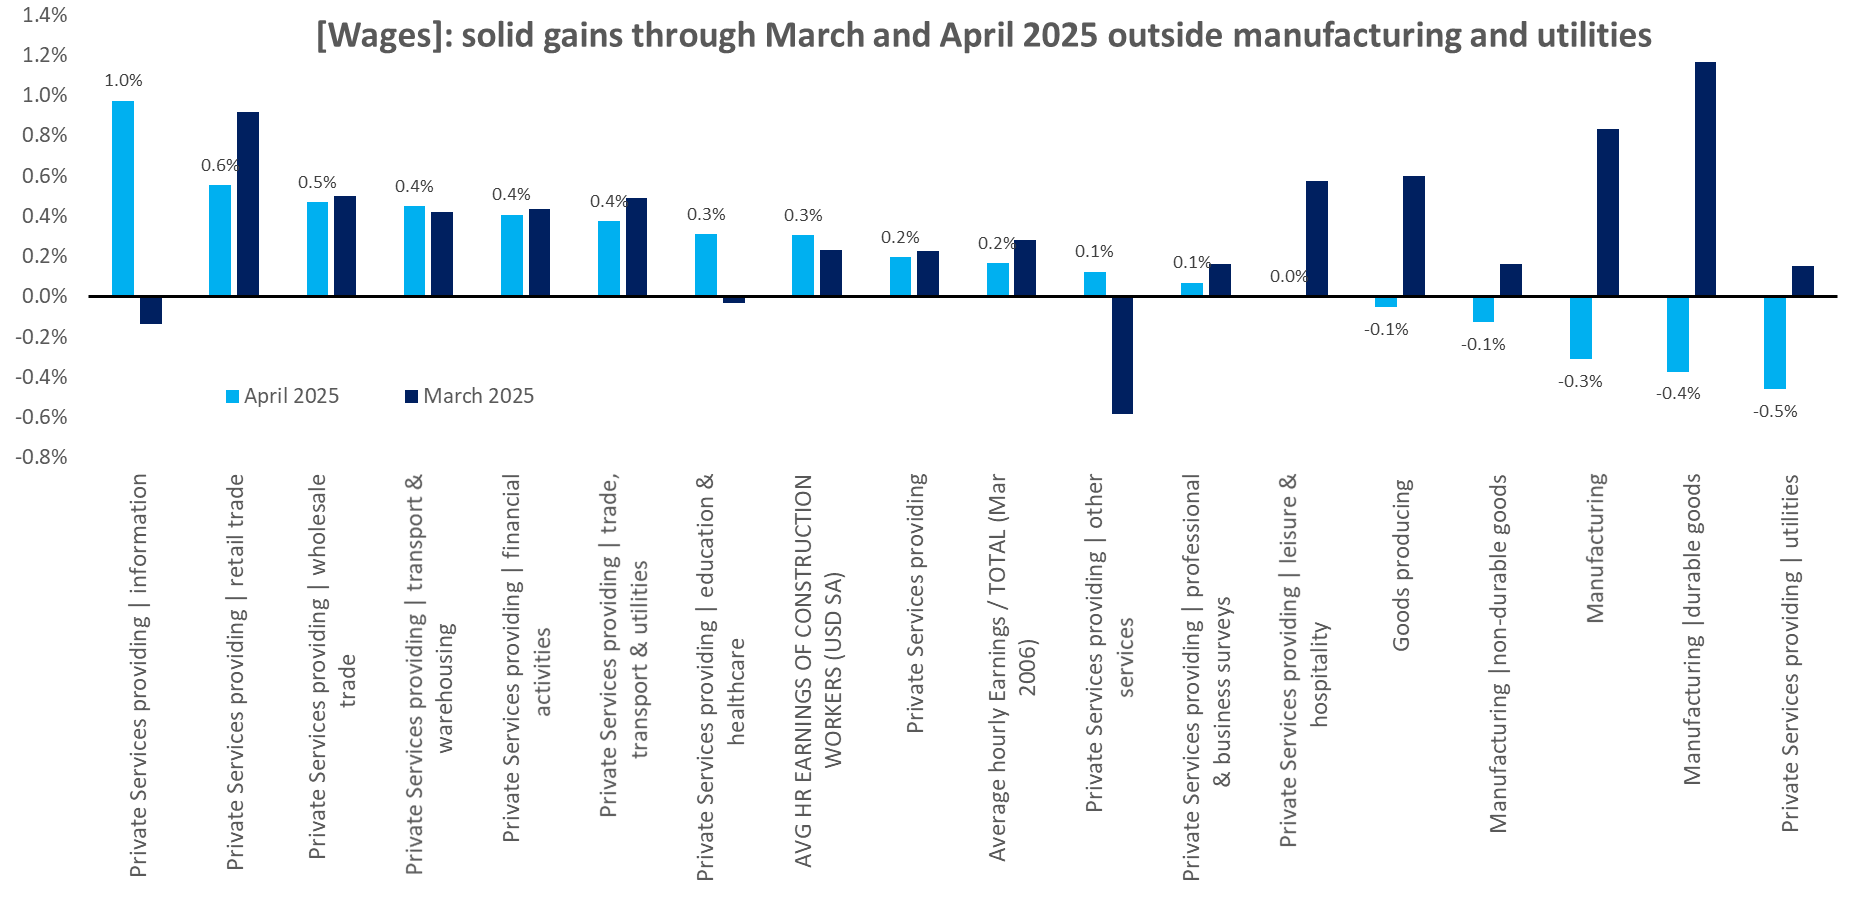 [Wages]: solid gains through March and April 2025 outside manufacturing and utilities
1.4%
1.2%
1.0%
0.8%
0.6%
0.4%
0.2%
0.0%
-0.2%
-0.4%
-0.6%
-0.8%
1.0%
0.6%
0.5%
0.4%
0.4%
0.4%
0.3%
0.3%
0.2%
0.2%
0.1%
0.1%
0.0%
-0.1%
-0.1%
-0.3%
-0.4%
-0.5%
April 2025
March 2025
Private Services providing | information
Private Services providing | retail trade
Private Services providing | wholesale
trade
Private Services providing | transport &
warehousing
Private Services providing | financial
activities
Private Services providing | trade,
transport & utilities
Private Services providing | education &
healthcare
AVG HR EARNINGS OF CONSTRUCTION
WORKERS (USD SA)
Private Services providing
Average hourly Earnings / TOTAL (Mar
2006)
Private Services providing | other
services
Private Services providing | professional
& business surveys
Private Services providing | leisure &
hospitality
Goods producing
Manufacturing |non-durable goods
Manufacturing
Manufacturing |durable goods
Private Services providing | utilities